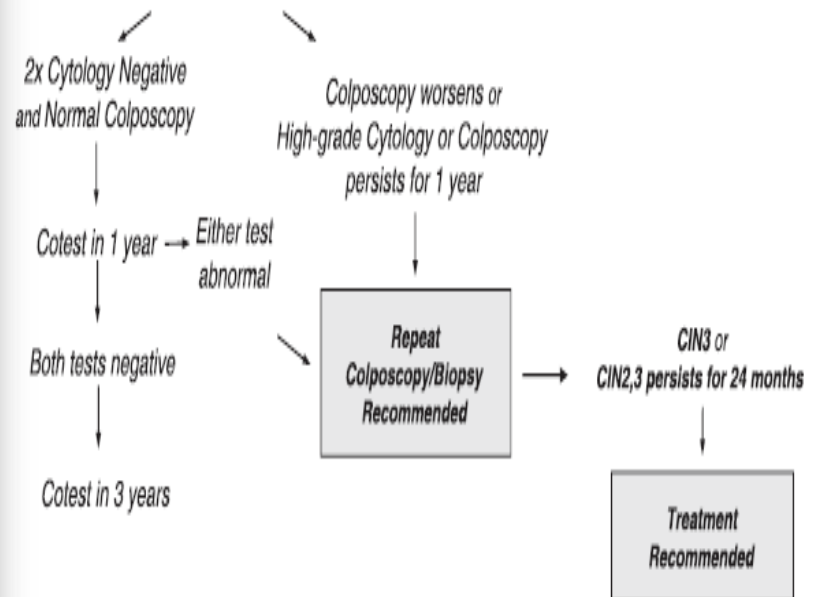 2x Cytology Negative
and Normal Colposcopy
Colposcopy worsens or
High-grade Cytology or Colposcopy
persists for 1 year
Cotest in 1 year
Either test
abnormal
Both tests negative
Cotest in 3 years
Repeat
Colposcopy/Biopsy
Recommended
CIN3 or
CIN2,3 persists for 24 months
Treatment
Recommended